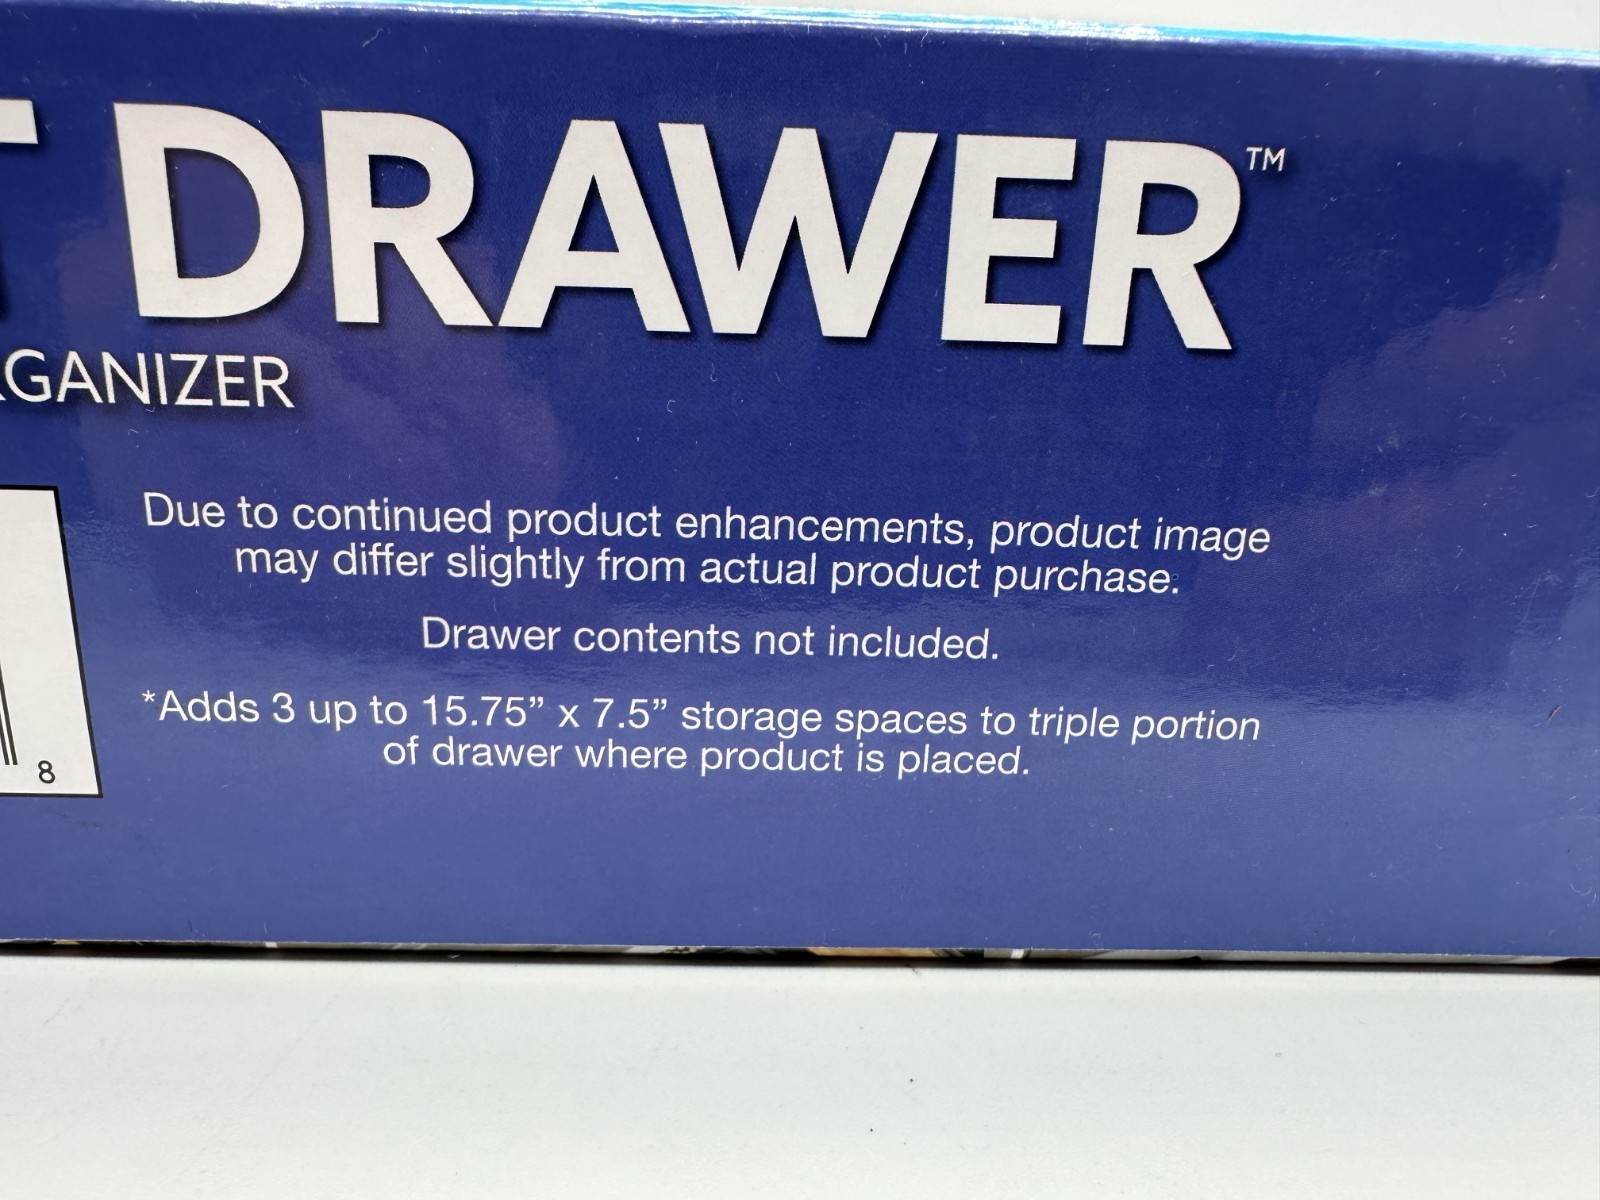 DRAWER™
Due to continued product enhancements, product image
may differ slightly from actual product purchase.
Drawer contents not included.
*Adds 3 up to 15.75” x 7.5” storage spaces to triple portion
of drawer where product is placed.
8